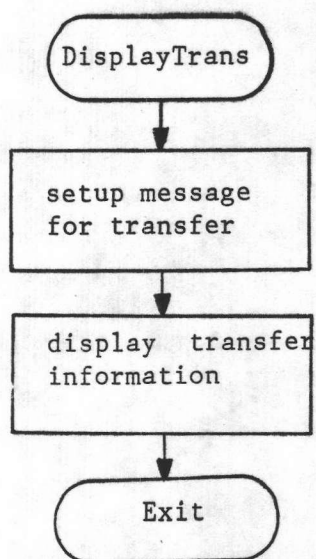 DisplayTrans
setup message
for transfer
display transfer
information
Exit